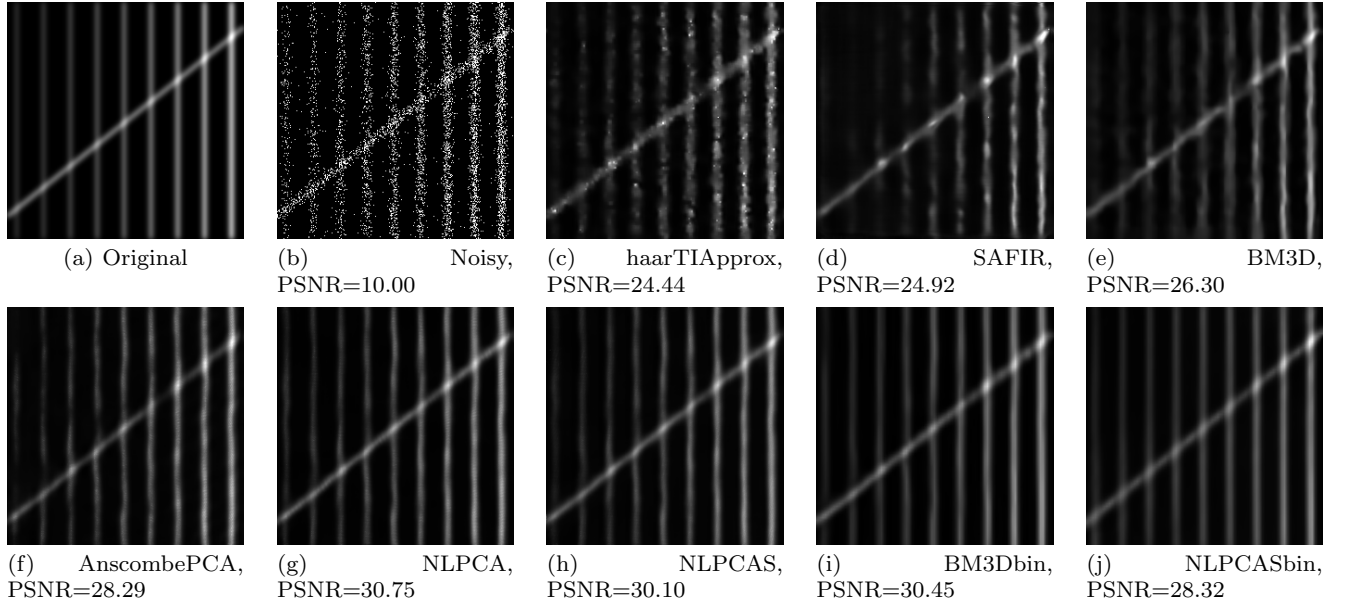 (a) Original
(b) Noisy,
PSNR=10.00
(c) haarTIApprox,
PSNR=24.44
(d) SAFIR,
PSNR=24.92
(e) BM3D,
PSNR=26.30
(f) AnscombePCA,
PSNR=28.29
(g) NLPCA,
PSNR=30.75
(h) NLPCAS,
PSNR=30.10
(i) BM3Dbin,
PSNR=30.45
(j) NLPCASbin,
PSNR=28.32